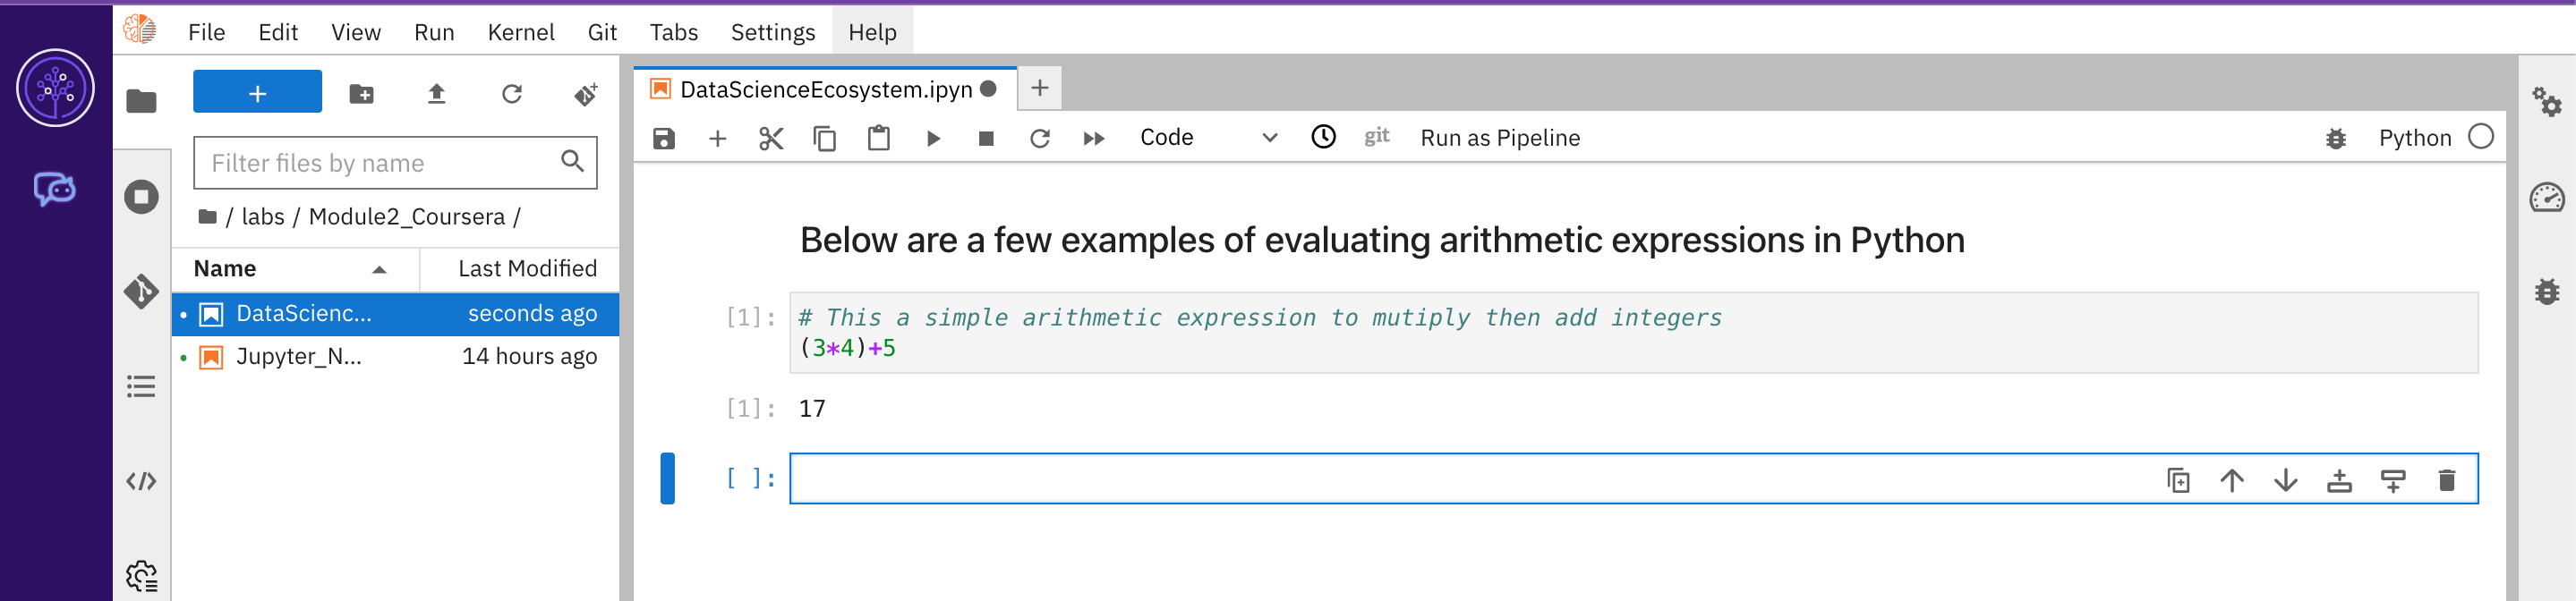 File Edit View Run Kernel Git Tabs Settings Help
+
Filter files by name
/ labs / Module2_Coursera /
Name Last Modified
DataScienc... seconds ago
Jupyter_N... 14 hours ago
DataScienceEcosystem.ipyn
Code git Run as Pipeline Python
Below are a few examples of evaluating arithmetic expressions in Python
[1]: # This a simple arithmetic expression to mutiply then add integers
(3*4)+5
[1]: 17
[ ]: